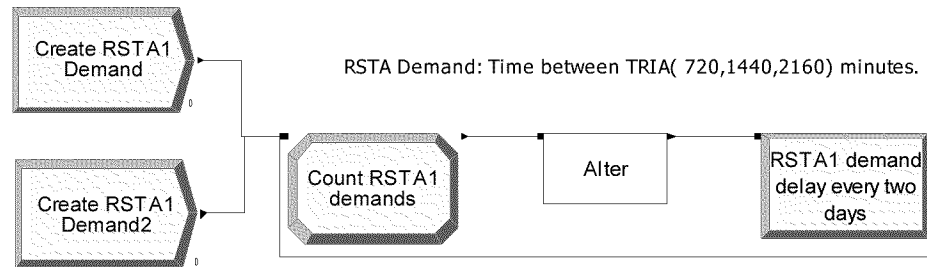 Create RSTA1
Demand
0
RSTA Demand: Time between TRIA( 720,1440,2160) minutes.
Create RSTA1
Demand2
0
Count RSTA1
demands
Alter
RSTA1 demand
delay every two
days